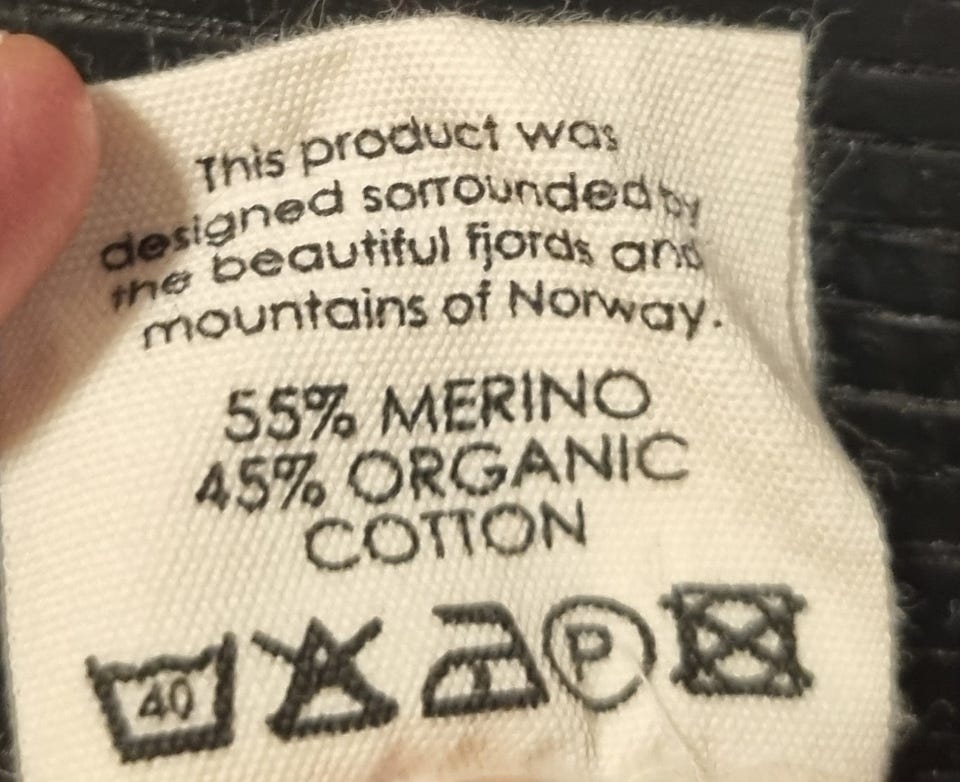 This product was
designed sorrounded by
the beautiful fjords and
mountains of Norway.
55% MERINO
45% ORGANIC
COTTON
40 P